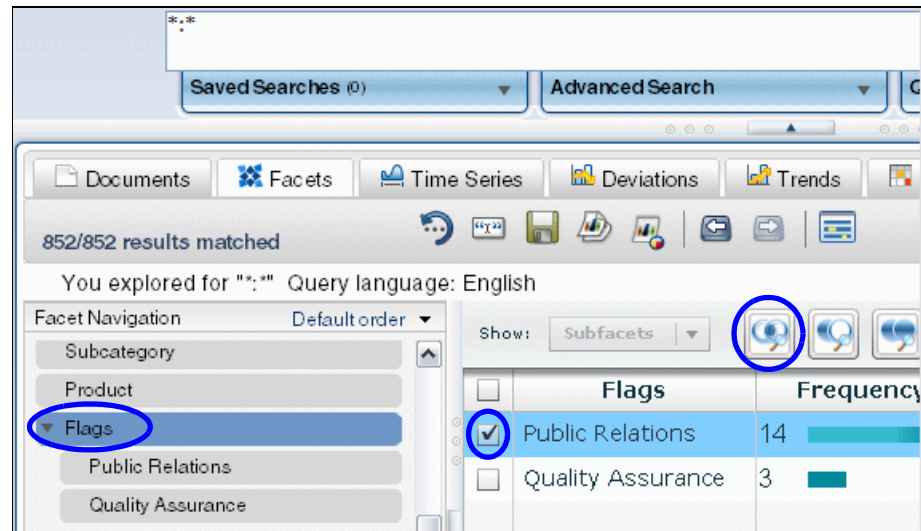 *:*
Saved Searches (0)
Advanced Search
Documents
Facets
Time Series
Deviations
Trends
852/852 results matched
You explored for "*:*" Query language: English
Facet Navigation
Default order
Show:
Subfacets
Subcategory
Product
Flags
Frequency
Flags
Public Relations
14
Public Relations
Quality Assurance
3
Quality Assurance